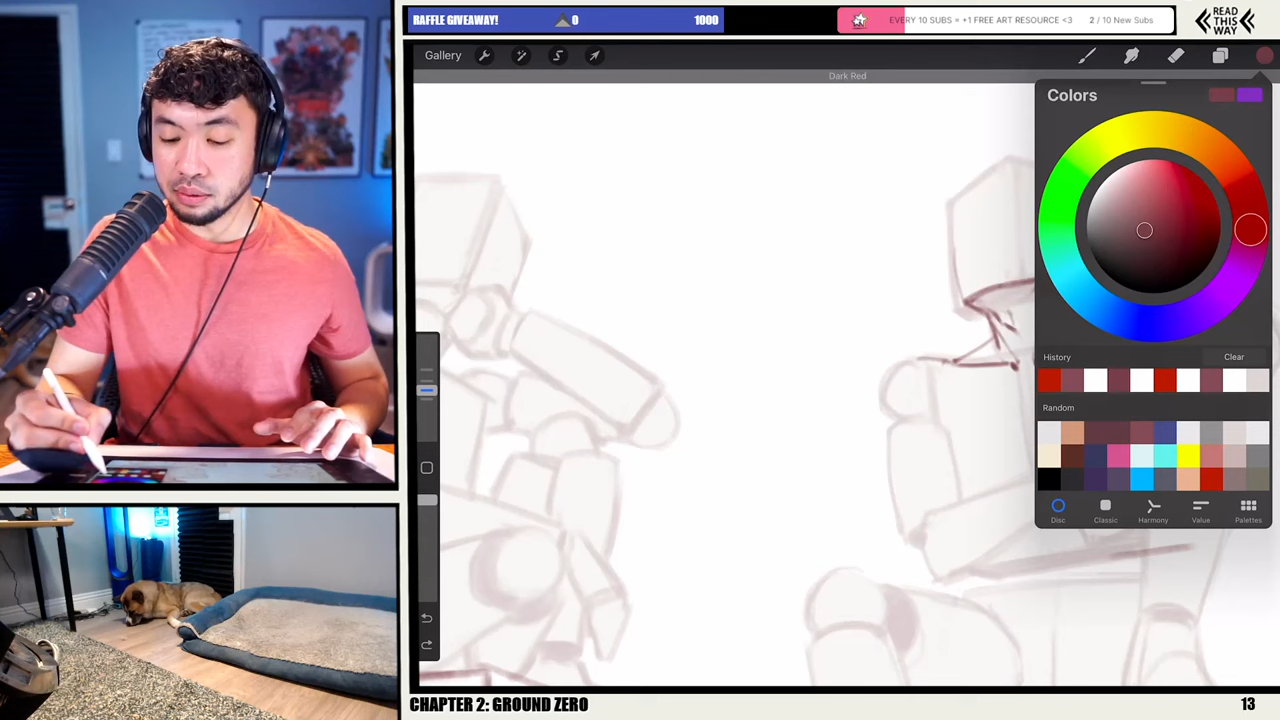 RAFFLE GIVEAWAY!
0
1000
EVERY 10 SUBS = +1 FREE ART RESOURCE <3
2 / 10 New Subs
READ
THIS
WAY
Gallery
Dark Red
Colors
History
Clear
Random
Disc
Classic
Harmony
Value
Palettes
CHAPTER 2: GROUND ZERO
13